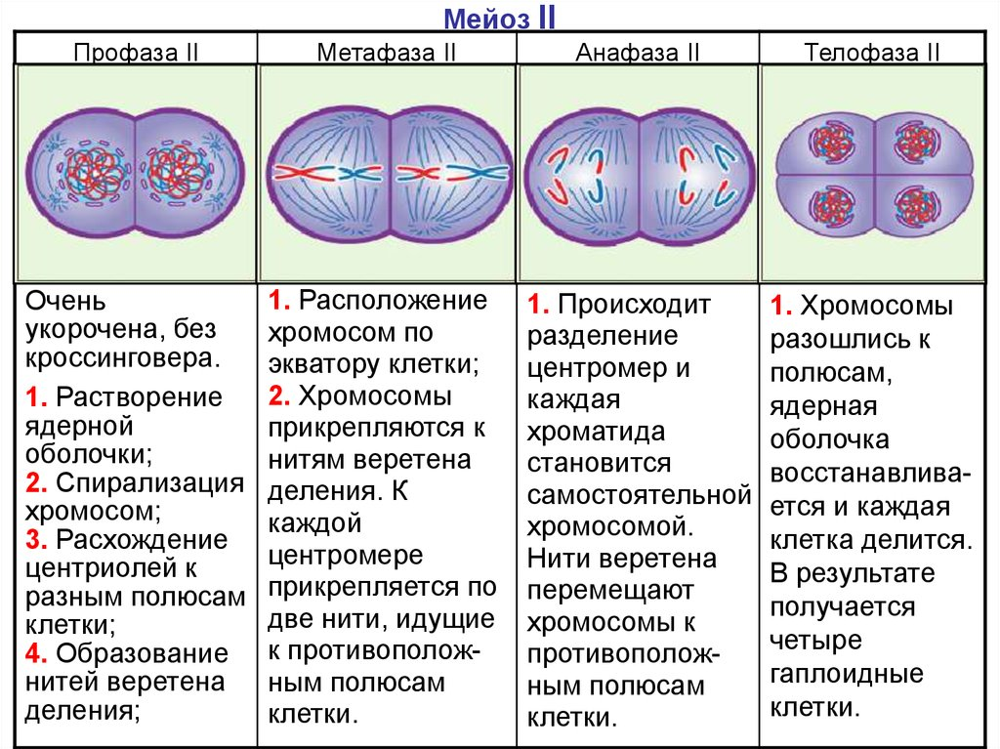 Мейоз II
Профаза II
Метафаза II
Анафаза II
Телофаза II
Очень
укорочена, без
кроссинговера.
1. Растворение
ядерной
оболочки;
2. Спирализация
хромосом;
3. Расхождение
центриолей к
разным полюсам
клетки;
4. Образование
нитей веретена
деления;
1. Расположение
хромосом по
экватору клетки;
2. Хромосомы
прикрепляются к
нитям веретена
деления. К
каждой
центромере
прикрепляется по
две нити, идущие
к противополож-
ным полюсам
клетки.
1. Происходит
разделение
центромер и
каждая
хроматида
становится
самостоятельной
хромосомой.
Нити веретена
перемещают
хромосомы к
противополож-
ным полюсам
клетки.
1. Хромосомы
разошлись к
полюсам,
ядерная
оболочка
восстанавлива-
ется и каждая
клетка делится.
В результате
получается
четыре
гаплоидные
клетки.